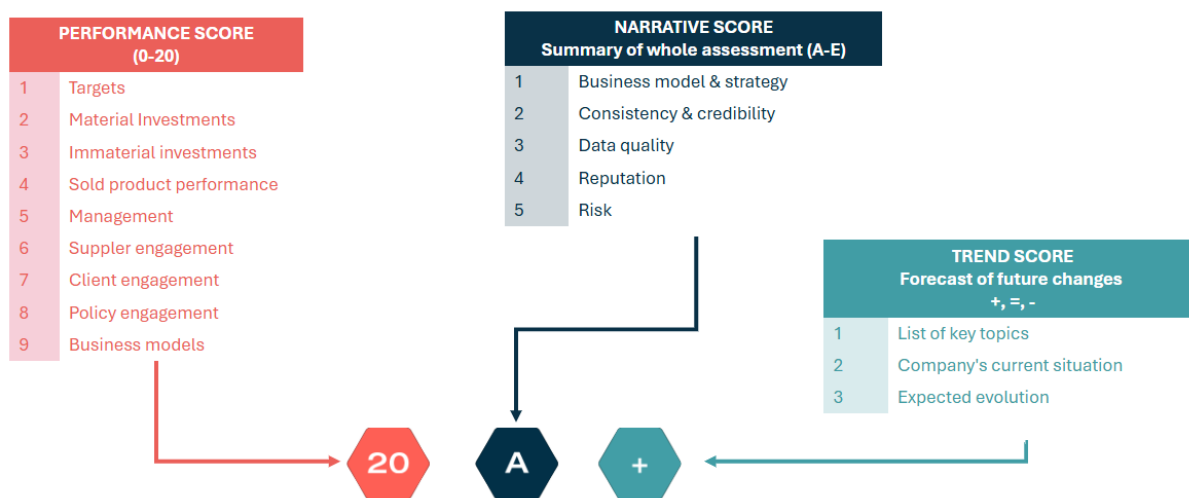 PERFORMANCE SCORE
(0-20)
1 Targets
2 Material Investments
3 Immaterial investments
4 Sold product performance
5 Management
6 Suppler engagement
7 Client engagement
8 Policy engagement
9 Business models
NARRATIVE SCORE
Summary of whole assessment (A-E)
1 Business model & strategy
2 Consistency & credibility
3 Data quality
4 Reputation
5 Risk
TREND SCORE
Forecast of future changes
+, =, -
1 List of key topics
2 Company's current situation
3 Expected evolution
20 A +